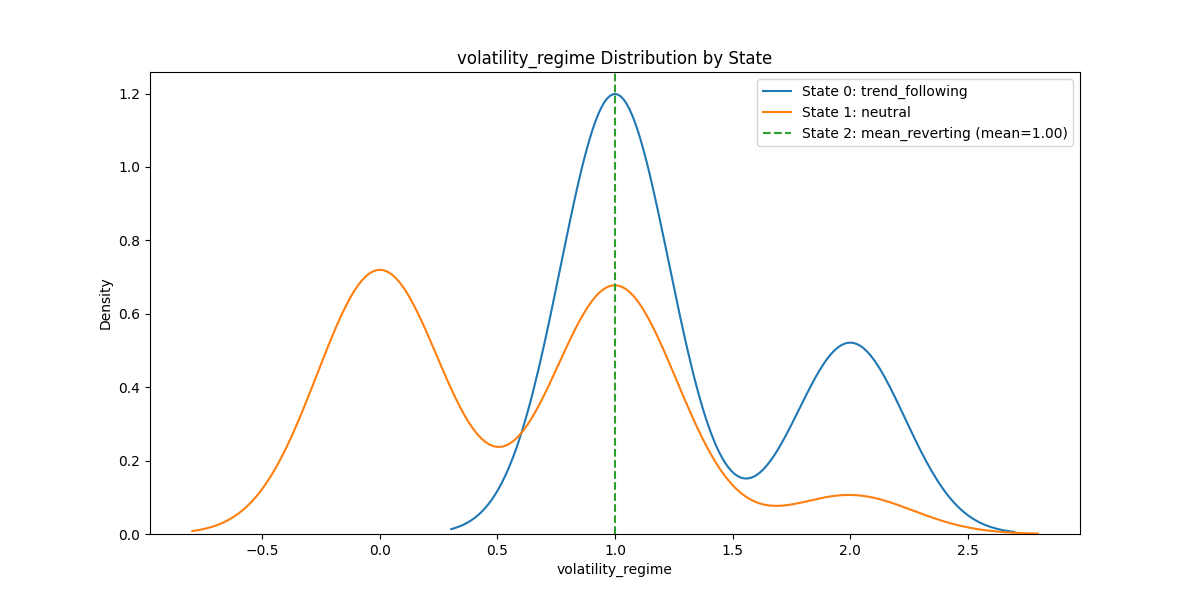 volatility_regime Distribution by State
State 0: trend_following
State 1: neutral
State 2: mean_reverting (mean=1.00)
Density
1.2
1.0
0.8
0.6
0.4
0.2
0.0
−0.5
0.0
0.5
1.0
1.5
2.0
2.5
volatility_regime